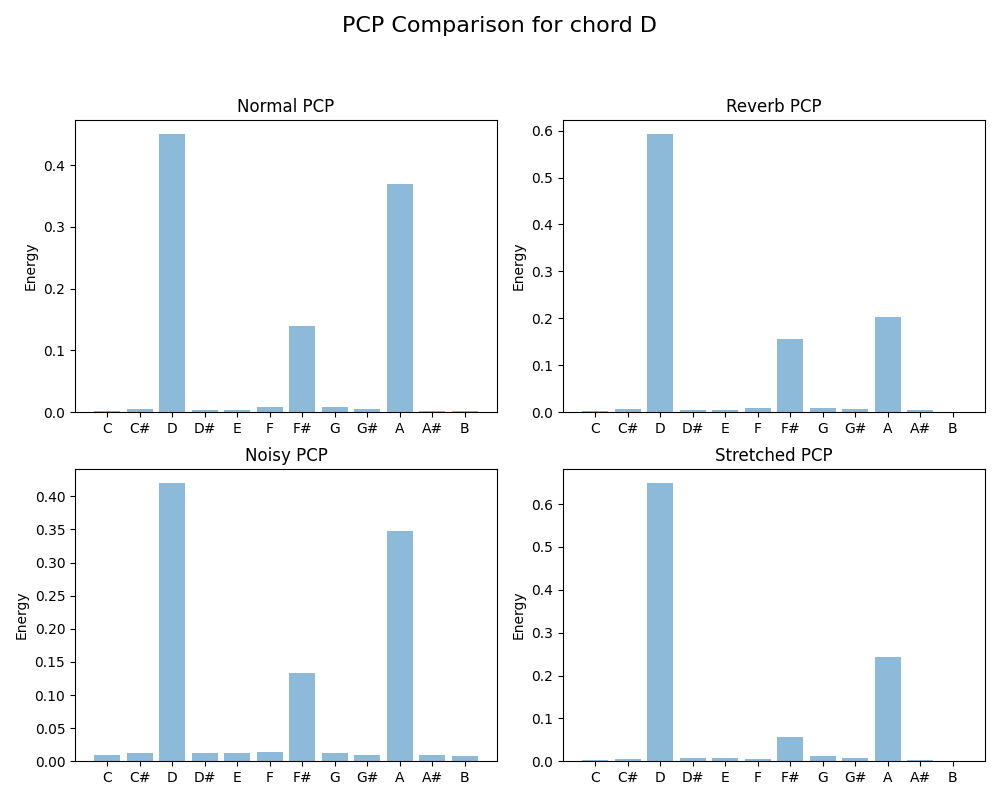 PCP Comparison for chord D
Normal PCP
Energy
0.4
0.3
0.2
0.1
0.0
C C# D D# E F F# G G# A A# B
Reverb PCP
Energy
0.6
0.5
0.4
0.3
0.2
0.1
0.0
C C# D D# E F F# G G# A A# B
Noisy PCP
Energy
0.40
0.35
0.30
0.25
0.20
0.15
0.10
0.05
0.00
C C# D D# E F F# G G# A A# B
Stretched PCP
Energy
0.6
0.5
0.4
0.3
0.2
0.1
0.0
C C# D D# E F F# G G# A A# B